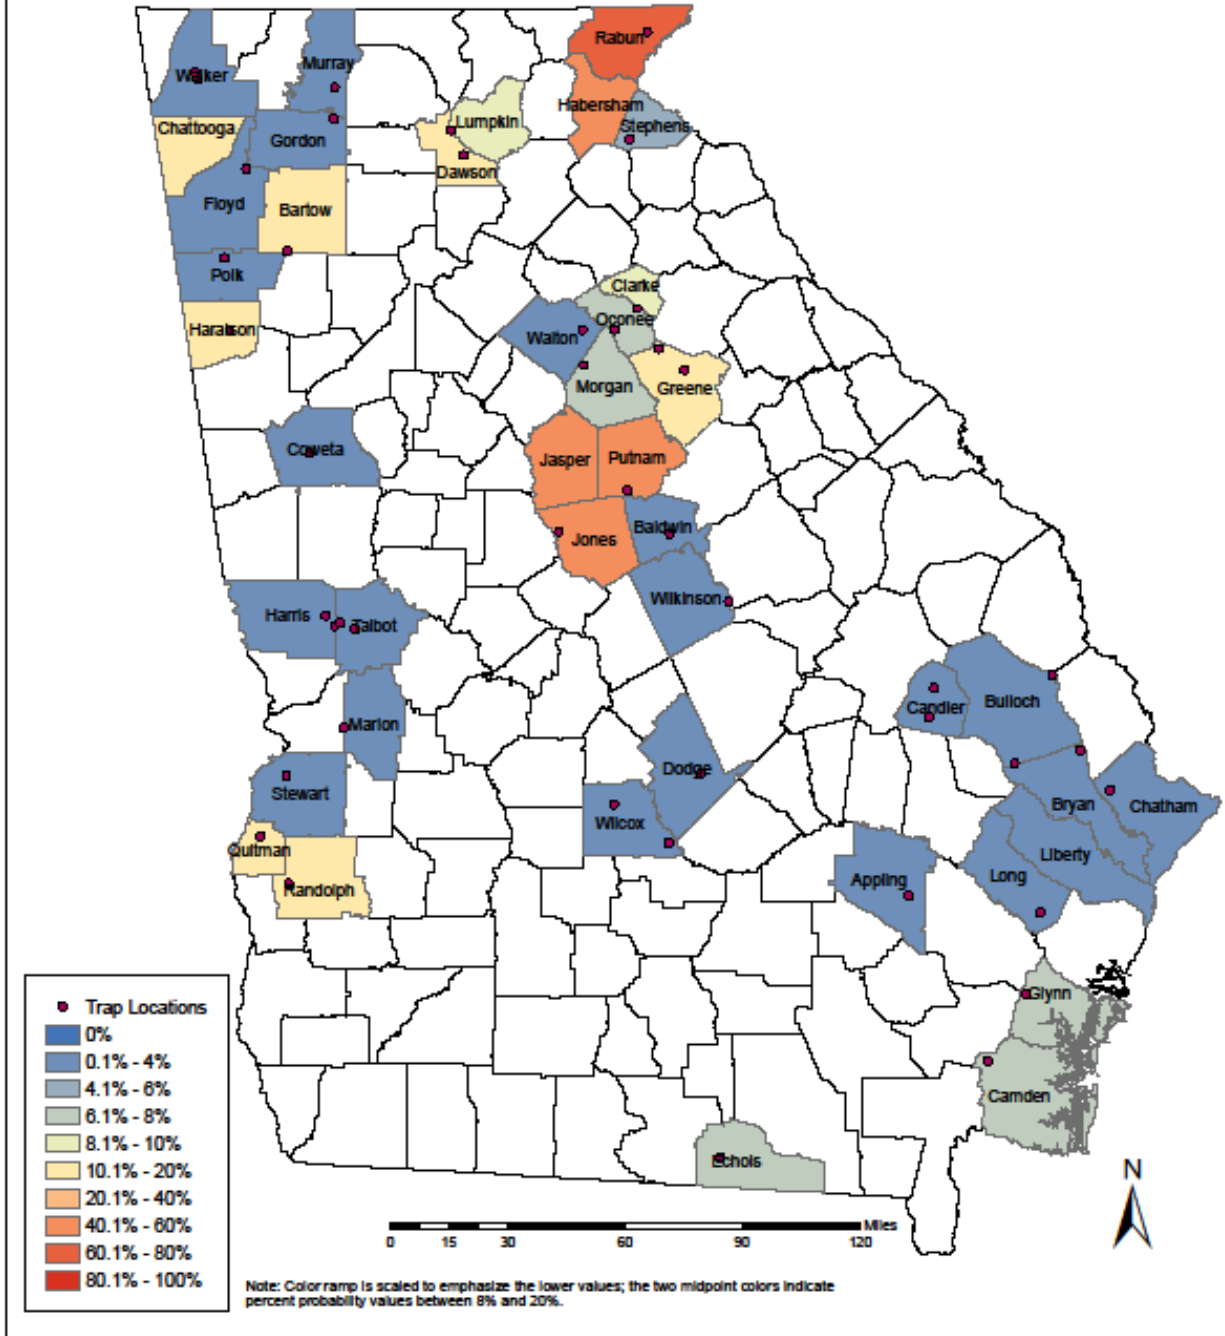 Rabun
Murray
Walker
Habersham
Lumpkin
Stephens
Chattooga
Gordon
Dawson
Floyd
Bartow
Polk
Clarke
Oconee
Haralson
Walton
Morgan
Greene
Coweta
Jasper
Putnam
Baldwin
Jones
Wilkinson
Harris
Talbot
Bulloch
Candler
Marion
Dodge
Stewart
Bryan
Chatham
Wilcox
Quitman
Liberty
Long
Appling
Randolph
Glynn
Camden
Echols
Trap Locations
0%
0.1% - 4%
4.1% - 6%
6.1% - 8%
8.1% - 10%
10.1% - 20%
20.1% - 40%
40.1% - 60%
60.1% - 80%
80.1% - 100%
N
Miles
0 15 30 60 90 120
Note: Color ramp is scaled to emphasize the lower values; the two midpoint colors indicate
percent probability values between 8% and 20%.